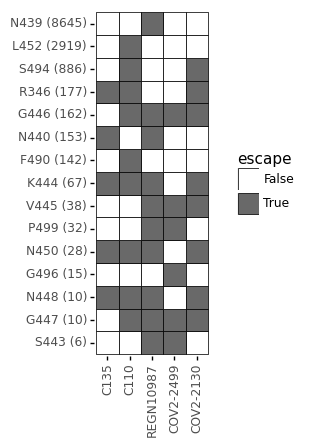 N439 (8645)
L452 (2919)
S494 (886)
R346 (177)
G446 (162)
N440 (153)
F490 (142)
K444 (67)
V445 (38)
P499 (32)
N450 (28)
G496 (15)
N448 (10)
G447 (10)
S443 (6)
C135
C110
REGN10987
COV2-2499
COV2-2130
escape
False
True